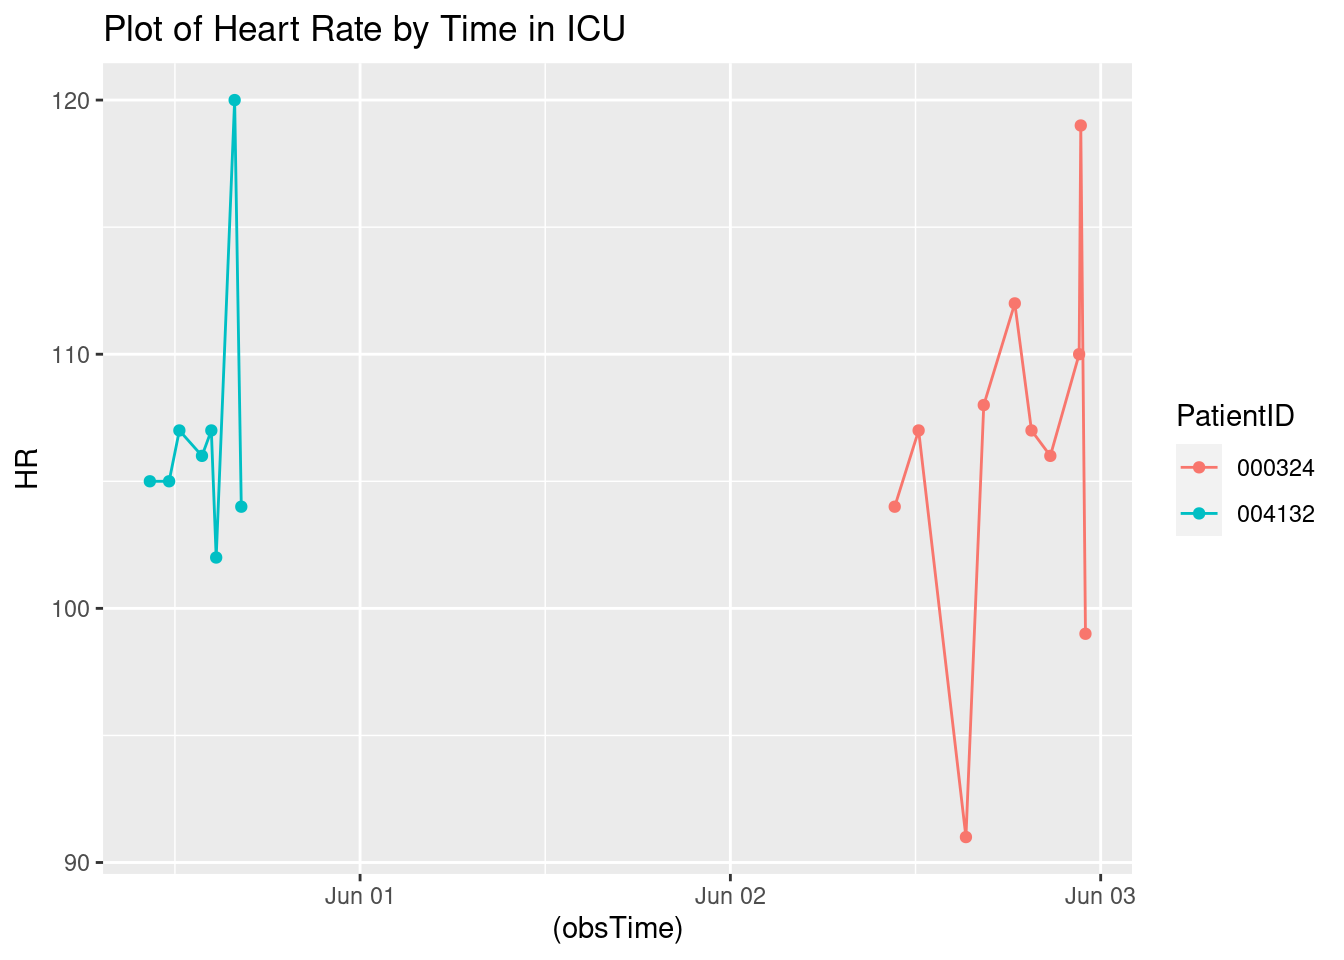 Plot of Heart Rate by Time in ICU
120
110
100
90
HR
Jun 01
Jun 02
Jun 03
(obsTime)
PatientID
000324
004132